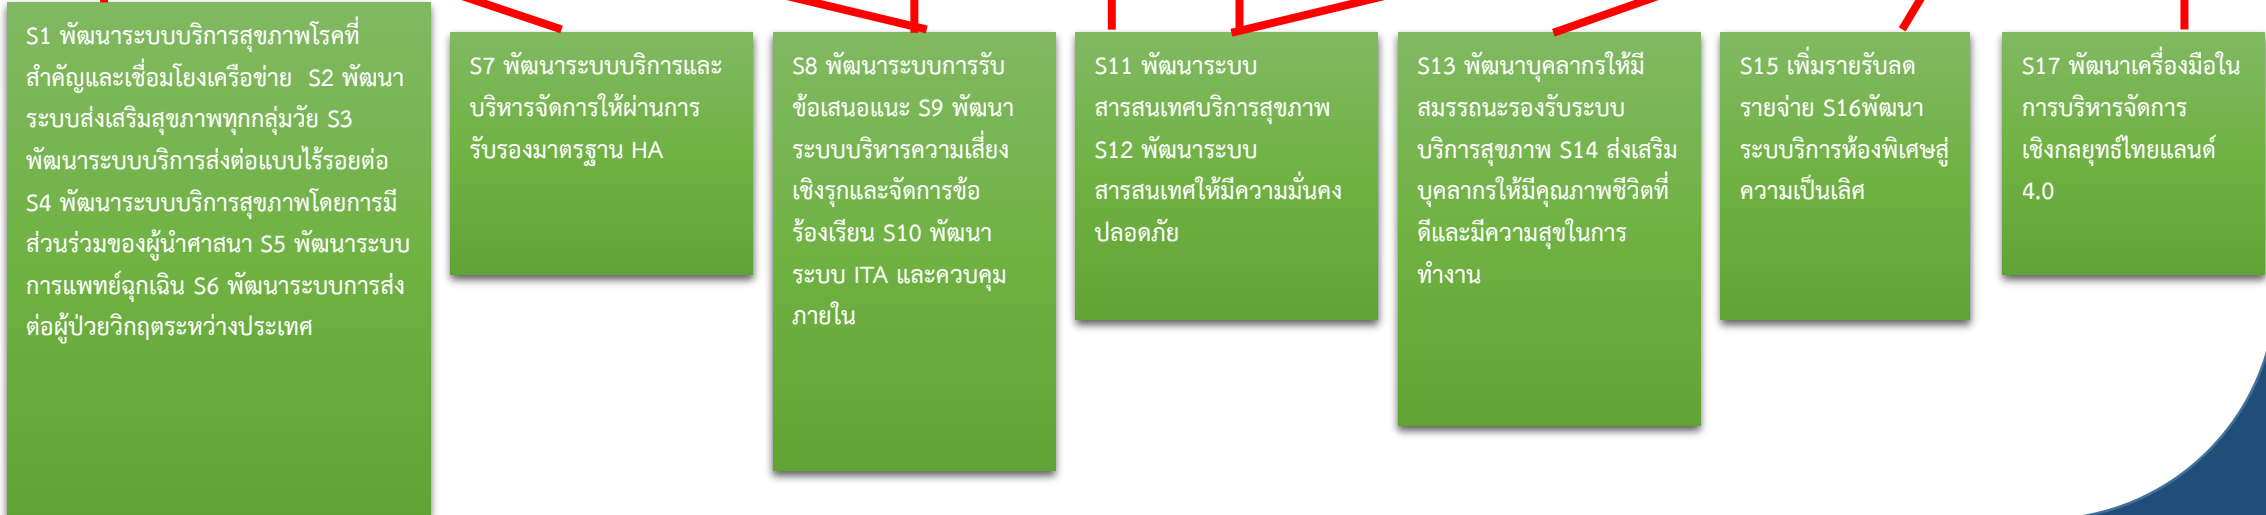 S1 พัฒนาระบบบริการสุขภาพโรคที่
สำคัญและเชื่อมโยงเครือข่าย S2 พัฒนา
ระบบส่งเสริมสุขภาพทุกกลุ่มวัย S3
พัฒนาระบบบริการส่งต่อแบบไร้รอยต่อ
S4 พัฒนาระบบบริการสุขภาพโดยการมี
ส่วนร่วมของผู้นำศาสนา S5 พัฒนาระบบ
การแพทย์ฉุกเฉิน S6 พัฒนาระบบการส่ง
ต่อผู้ป่วยวิกฤตระหว่างประเทศ
S7 พัฒนาระบบบริการและ
บริหารจัดการให้ผ่านการ
รับรองมาตรฐาน HA
S8 พัฒนาระบบการรับ
ข้อเสนอแนะ S9 พัฒนา
ระบบบริหารความเสี่ยง
เชิงรุกและจัดการข้อ
ร้องเรียน S10 พัฒนา
ระบบ ITA และควบคุม
ภายใน
S11 พัฒนาระบบ
สารสนเทศบริการสุขภาพ
S12 พัฒนาระบบ
สารสนเทศให้มีความมั่นคง
ปลอดภัย
S13 พัฒนาบุคลากรให้มี
สมรรถนะรองรับระบบ
บริการสุขภาพ S14 ส่งเสริม
บุคลากรให้มีคุณภาพชีวิตที่
ดีและมีความสุขในการ
ทำงาน
S15 เพิ่มรายรับลด
รายจ่าย S16พัฒนา
ระบบบริการห้องพิเศษสู่
ความเป็นเลิศ
S17 พัฒนาเครื่องมือใน
การบริหารจัดการ
เชิงกลยุทธ์ไทยแลนด์
4.0